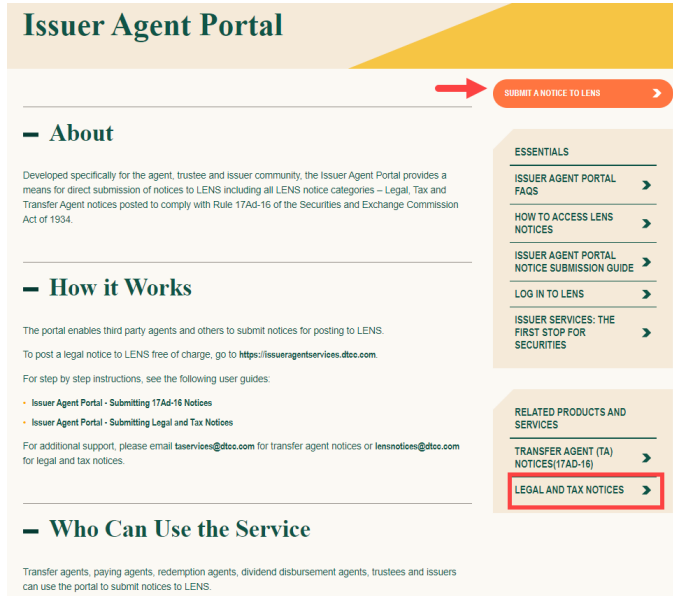 Issuer Agent Portal
SUBMIT A NOTICE TO LENS
About
Developed specifically for the agent, trustee and issuer community, the Issuer Agent Portal provides a
means for direct submission of notices to LENS including all LENS notice categories – Legal, Tax and
Transfer Agent notices posted to comply with Rule 17Ad-16 of the Securities and Exchange Commission
Act of 1934.
How it Works
The portal enables third party agents and others to submit notices for posting to LENS.
To post a legal notice to LENS free of charge, go to https://issueragentservices.dtcc.com.
For step by step instructions, see the following user guides:
• Issuer Agent Portal - Submitting 17Ad-16 Notices
• Issuer Agent Portal - Submitting Legal and Tax Notices
For additional support, please email taservices@dtcc.com for transfer agent notices or lensnotices@dtcc.com
for legal and tax notices.
Who Can Use the Service
Transfer agents, paying agents, redemption agents, dividend disbursement agents, trustees and issuers
can use the portal to submit notices to LENS.
ESSENTIALS
ISSUER AGENT PORTAL
FAQS
HOW TO ACCESS LENS
NOTICES
ISSUER AGENT PORTAL
NOTICE SUBMISSION GUIDE
LOG IN TO LENS
ISSUER SERVICES: THE
FIRST STOP FOR
SECURITIES
RELATED PRODUCTS AND
SERVICES
TRANSFER AGENT (TA)
NOTICES(17AD-16)
LEGAL AND TAX NOTICES